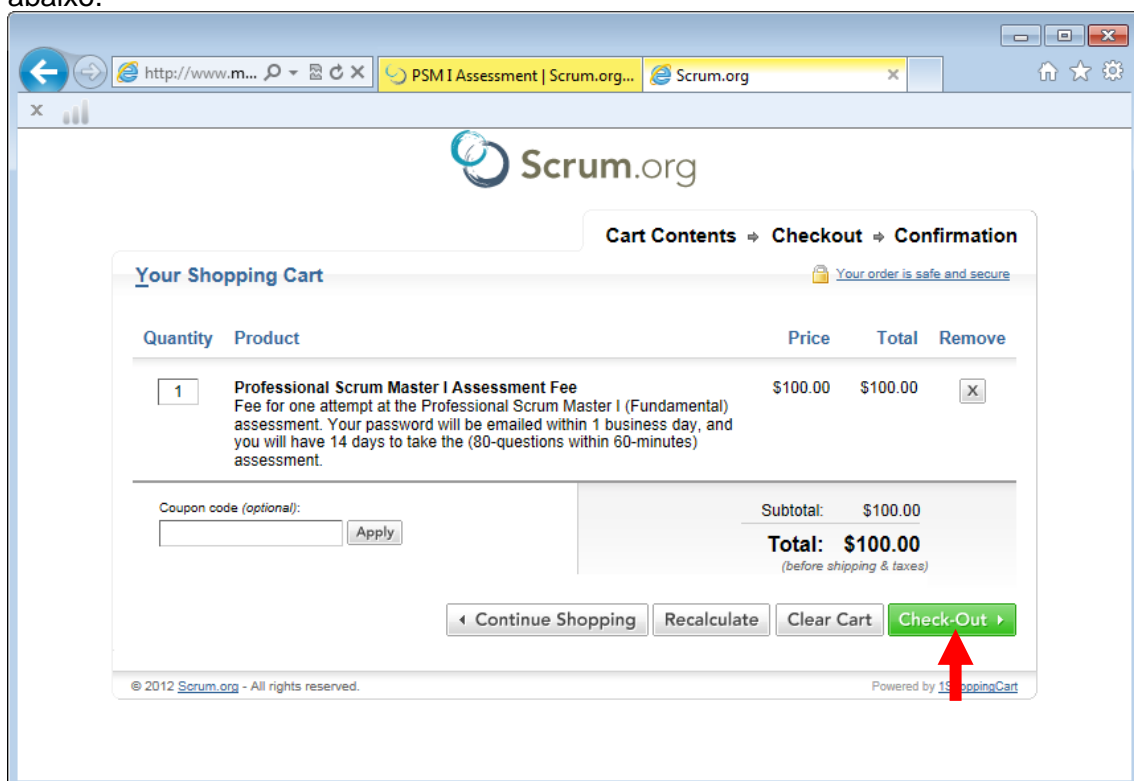 abaixo:
http://www.m...
PSM I Assessment | Scrum.org...
Scrum.org
Scrum.org
Cart Contents ⇒ Checkout ⇒ Confirmation
Your Shopping Cart
Your order is safe and secure
Quantity Product Price Total Remove
1 Professional Scrum Master I Assessment Fee $100.00 $100.00 X
Fee for one attempt at the Professional Scrum Master I (Fundamental)
assessment. Your password will be emailed within 1 business day, and
you will have 14 days to take the (80-questions within 60-minutes)
assessment.
Coupon code (optional):
Apply
Subtotal: $100.00
Total: $100.00
(before shipping & taxes)
Continue Shopping Recalculate Clear Cart Check-Out
© 2012 Scrum.org - All rights reserved. Powered by 1ShoppingCart